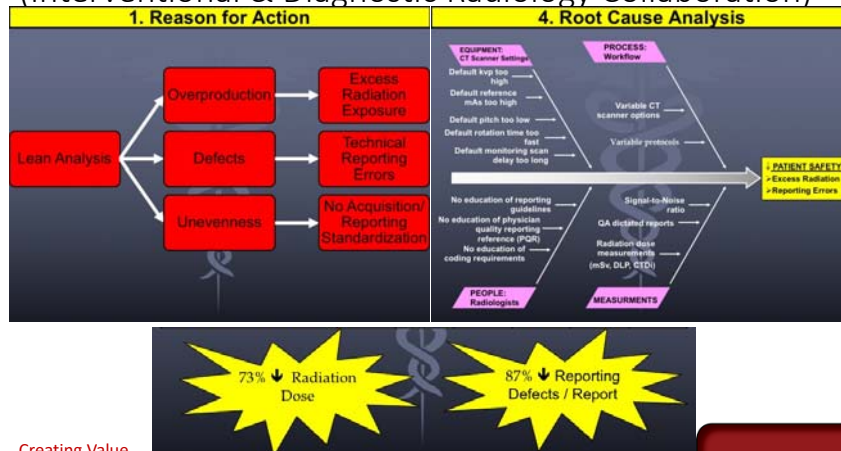 (Interventional & Diagnostic Radiology Collaboration)
1. Reason for Action
Lean Analysis
Overproduction
Excess
Radiation
Exposure
Defects
Technical
Reporting
Errors
Unevenness
No Acquisition/
Reporting
Standardization
4. Root Cause Analysis
EQUIPMENT:
CT Scanner Settings
Default kvp too
high
Default reference
mAs too high
Default pitch too low
Default rotation time too
fast
Default monitoring scan
delay too long
PROCESS:
Workflow
Variable CT
scanner options
Variable protocols
↓ PATIENT SAFETY
➢Excess Radiation
➢Reporting Errors
No education of reporting
guidelines
No education of physician
quality reporting
reference (PQR)
No education of
coding requirements
PEOPLE:
Radiologists
Signal-to-Noise
ratio
QA dictated reports
Radiation dose
measurements
(mSv, DLP, CTDi)
MEASURMENTS
73% ↓ Radiation
Dose
87% ↓ Reporting
Defects / Report
Creating Value